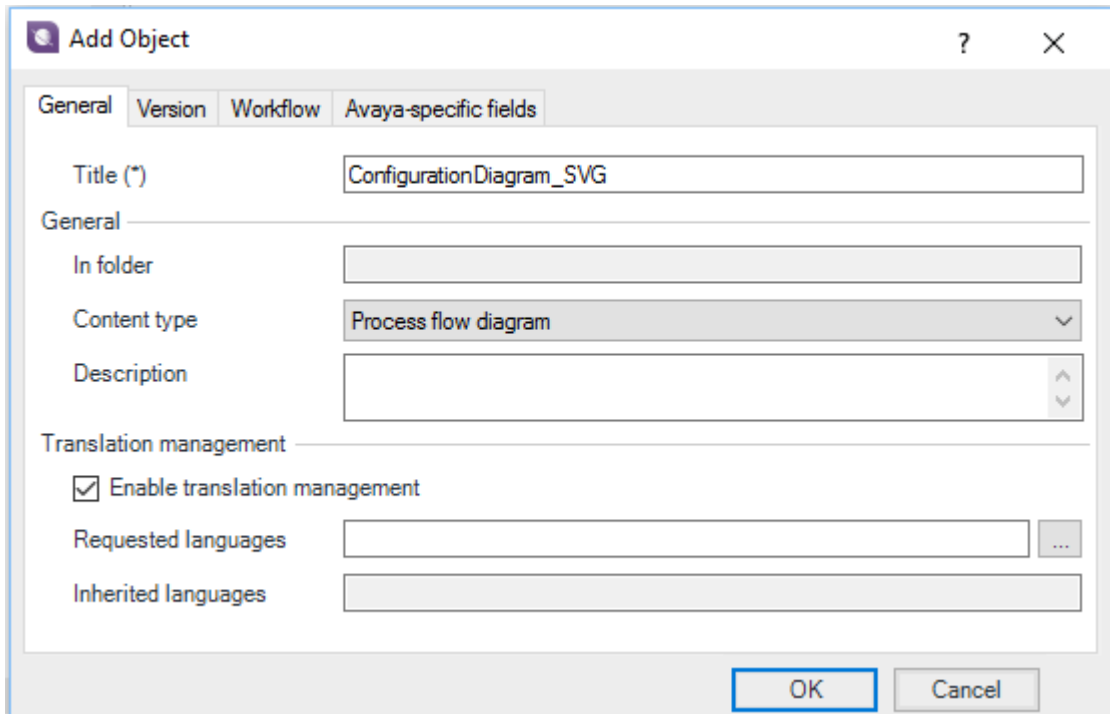 Add Object
?
General Version Workflow Avaya-specific fields
Title (*) ConfigurationDiagram_SVG
General
In folder
Content type Process flow diagram
Description
Translation management
Enable translation management
Requested languages ...
Inherited languages
OK Cancel